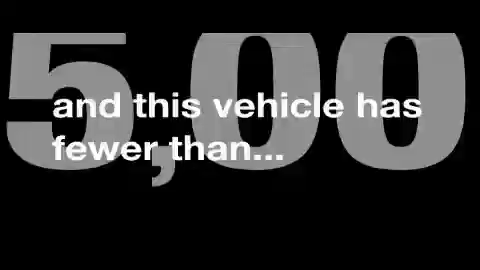 5,00
and this vehicle has
fewer than...